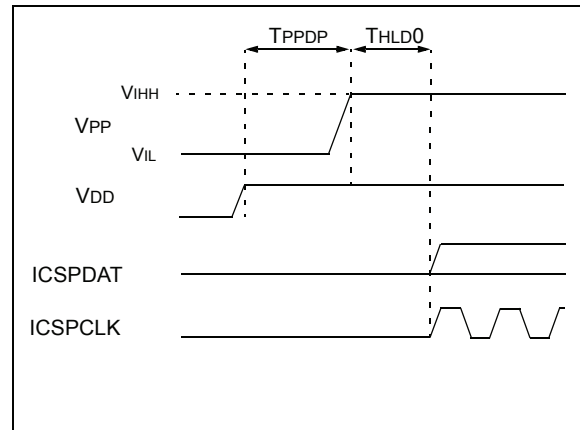 TPPDP THLD0
VIHH
VPP
VIL
VDD
ICSPDAT
ICSPCLK